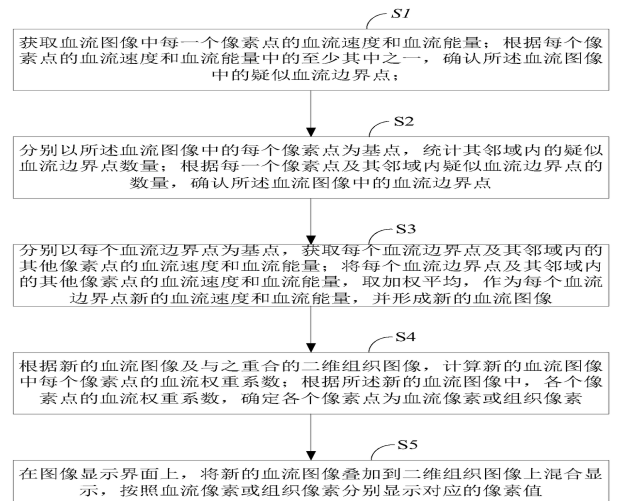 S1
获取血流图像中每一个像素点的血流速度和血流能量；根据每个像
素点的血流速度和血流能量中的至少其中之一，确认所述血流图像
中的疑似血流边界点；
S2
分别以所述血流图像中的每个像素点为基点，统计其邻域内的疑似
血流边界点数量；根据每一个像素点及其邻域内疑似血流边界点的
数量，确认所述血流图像中的血流边界点
S3
分别以每个血流边界点为基点，获取每个血流边界点及其邻域内的
其他像素点的血流速度和血流能量；将每个血流边界点及其邻域内
的其他像素点的血流速度和血流能量，取加权平均，作为每个血流
边界点新的血流速度和血流能量，并形成新的血流图像
S4
根据新的血流图像及与之重合的二维组织图像，计算新的血流图像
中每个像素点的血流权重系数；根据所述新的血流图像中，各个像
素点的血流权重系数，确定各个像素点为血流像素或组织像素
S5
在图像显示界面上，将新的血流图像叠加到二维组织图像上混合显
示，按照血流像素或组织像素分别显示对应的像素值